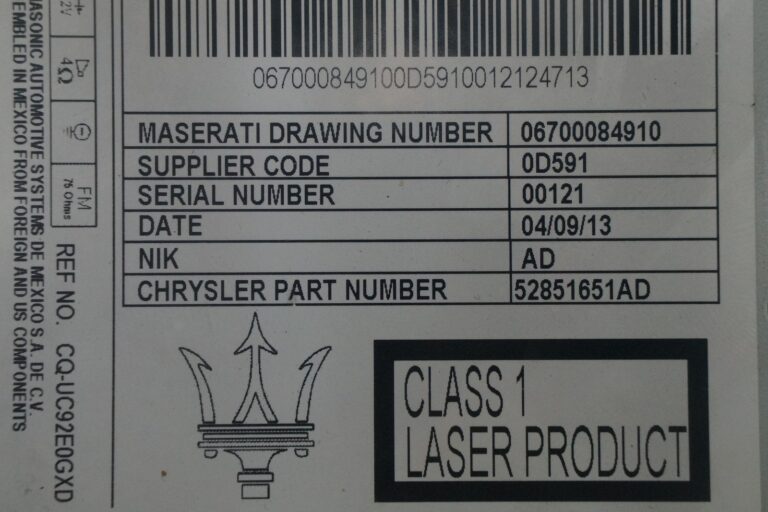 067000849100D5910012124713
MASERATI DRAWING NUMBER 06700084910
SUPPLIER CODE 0D591
SERIAL NUMBER 00121
DATE 04/09/13
NIK AD
CHRYSLER PART NUMBER 52851651AD
CLASS 1
LASER PRODUCT
2V
4Ω
FM
75 Ohms
REF NO. CQ-UC92E0GXD
ASONIC AUTOMOTIVE SYSTEMS DE MEXICO S.A. DE C.V.
EMBLED IN MEXICO FROM FOREIGN AND US COMPONENTS